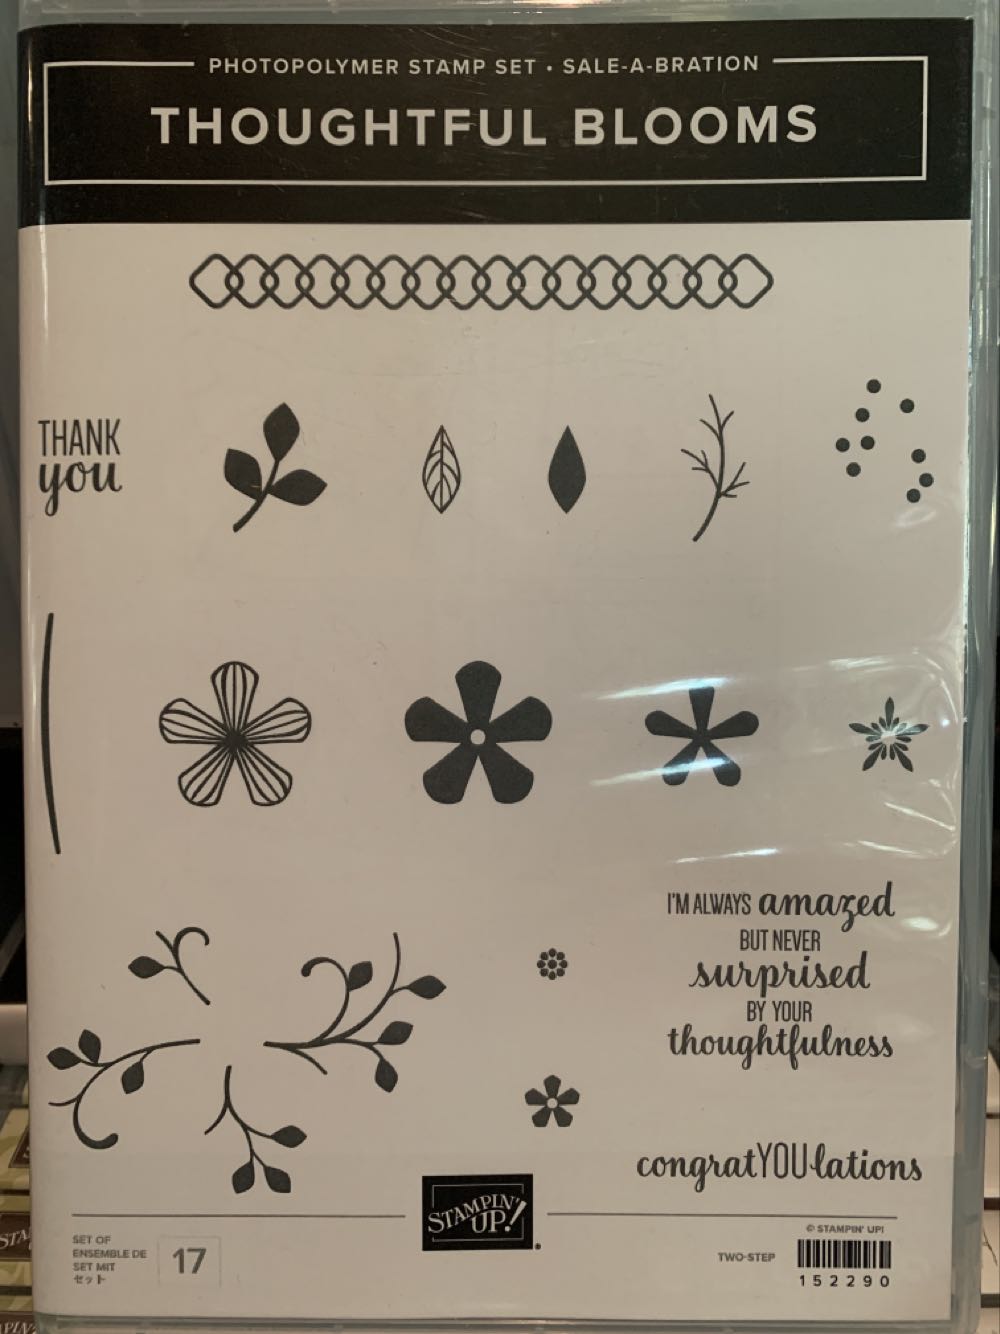 PHOTOPOLYMER STAMP SET • SALE-A-BRATION
THOUGHTFUL BLOOMS
THANK
you
I'M ALWAYS amazed
BUT NEVER
surprised
BY YOUR
thoughtfulness
congratYOUlations
STAMPIN'
UP!
SET OF
ENSEMBLE DE
SET MIT
セット
17
© STAMPIN' UP!
TWO-STEP
152290